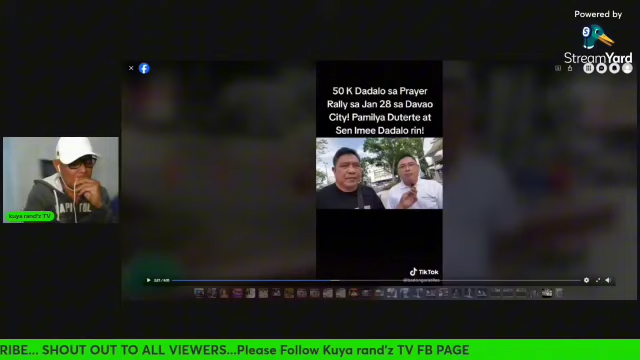 Powered by
StreamYard
50 K Dadalo sa Prayer
Rally sa Jan 28 sa Davao
City! Pamilya Duterte at
Sen Imee Dadalo rin!
CAPITOL
Kuya rand'z TV
TikTok
RIBE... SHOUT OUT TO ALL VIEWERS...Please Follow Kuya rand'z TV FB PAGE